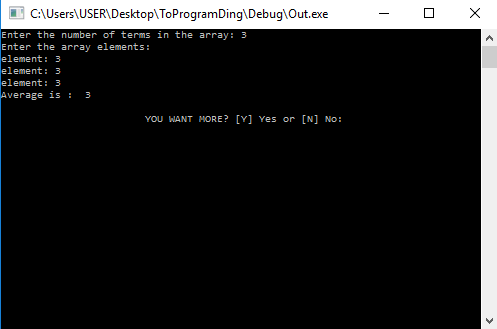 C:\Users\USER\Desktop\ToProgramDing\Debug\Out.exe
Enter the number of terms in the array: 3
Enter the array elements:
element: 3
element: 3
element: 3
Average is :  3
YOU WANT MORE? [Y] Yes or [N] No: